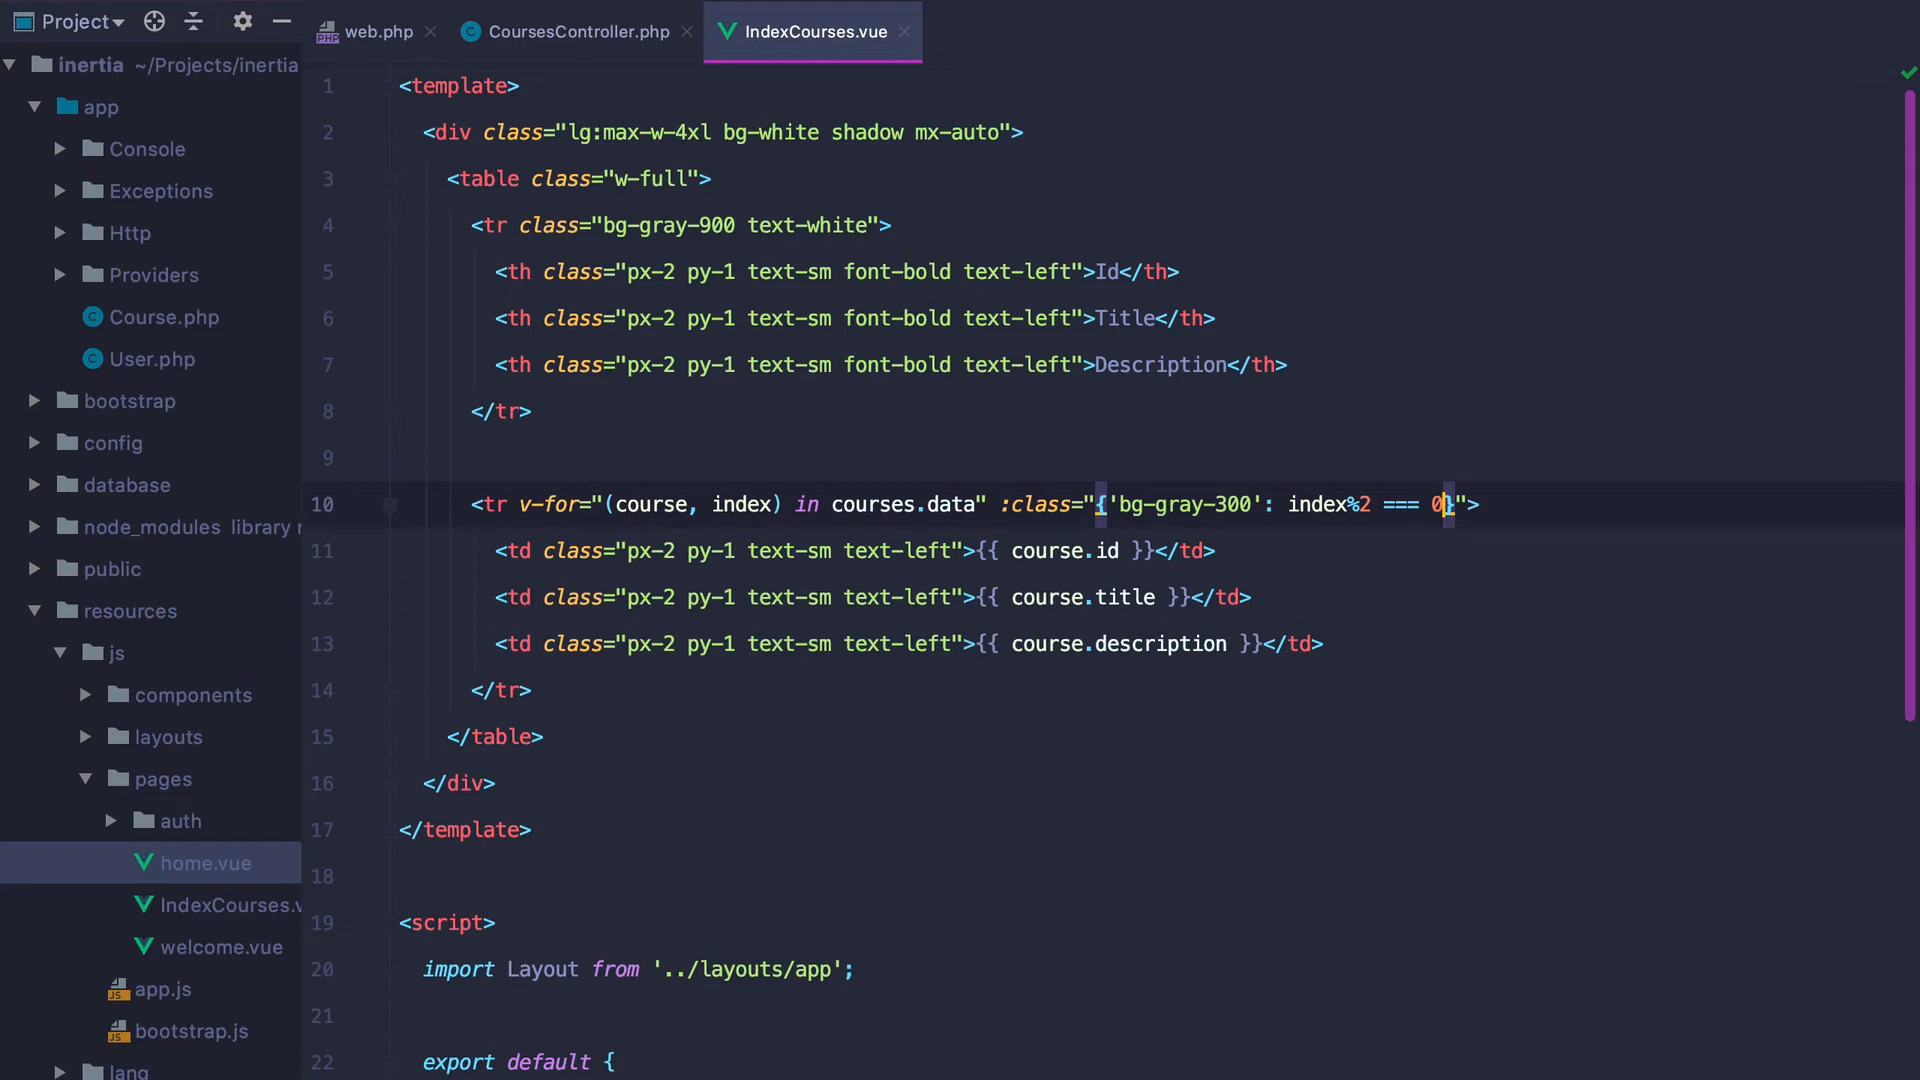 Project
web.php
CoursesController.php
IndexCourses.vue
inertia ~/Projects/inertia
app
Console
Exceptions
Http
Providers
Course.php
User.php
bootstrap
config
database
node_modules library r
public
resources
js
components
layouts
pages
auth
home.vue
IndexCourses.v
welcome.vue
app.js
bootstrap.js
lang
1 <template>
2 <div class="lg:max-w-4xl bg-white shadow mx-auto">
3 <table class="w-full">
4 <tr class="bg-gray-900 text-white">
5 <th class="px-2 py-1 text-sm font-bold text-left">Id</th>
6 <th class="px-2 py-1 text-sm font-bold text-left">Title</th>
7 <th class="px-2 py-1 text-sm font-bold text-left">Description</th>
8 </tr>
9
10 <tr v-for="(course, index) in courses.data" :class="{'bg-gray-300': index%2 === 0}">
11 <td class="px-2 py-1 text-sm text-left">{{ course.id }}</td>
12 <td class="px-2 py-1 text-sm text-left">{{ course.title }}</td>
13 <td class="px-2 py-1 text-sm text-left">{{ course.description }}</td>
14 </tr>
15 </table>
16 </div>
17 </template>
18
19 <script>
20 import Layout from '../layouts/app';
21
22 export default {